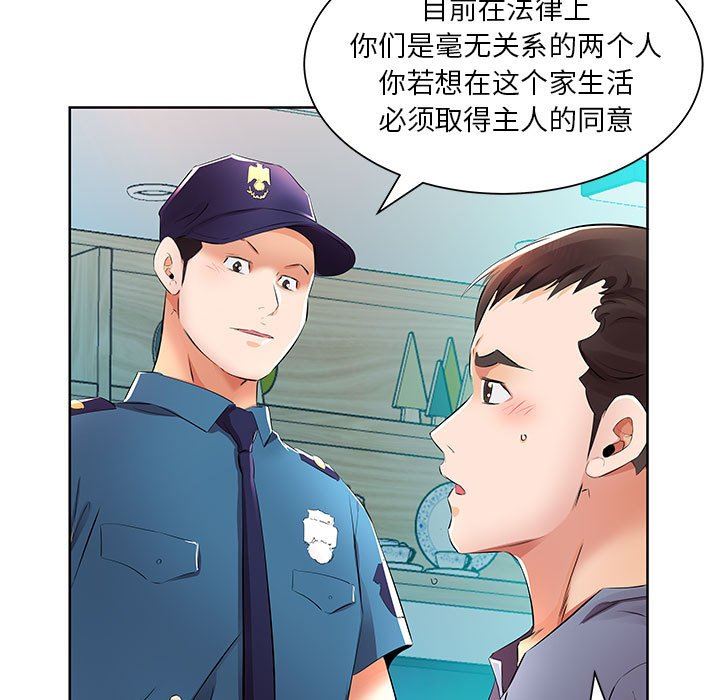 目前在法律上
你们是毫无关系的两个人
你若想在这个家生活
必须取得主人的同意